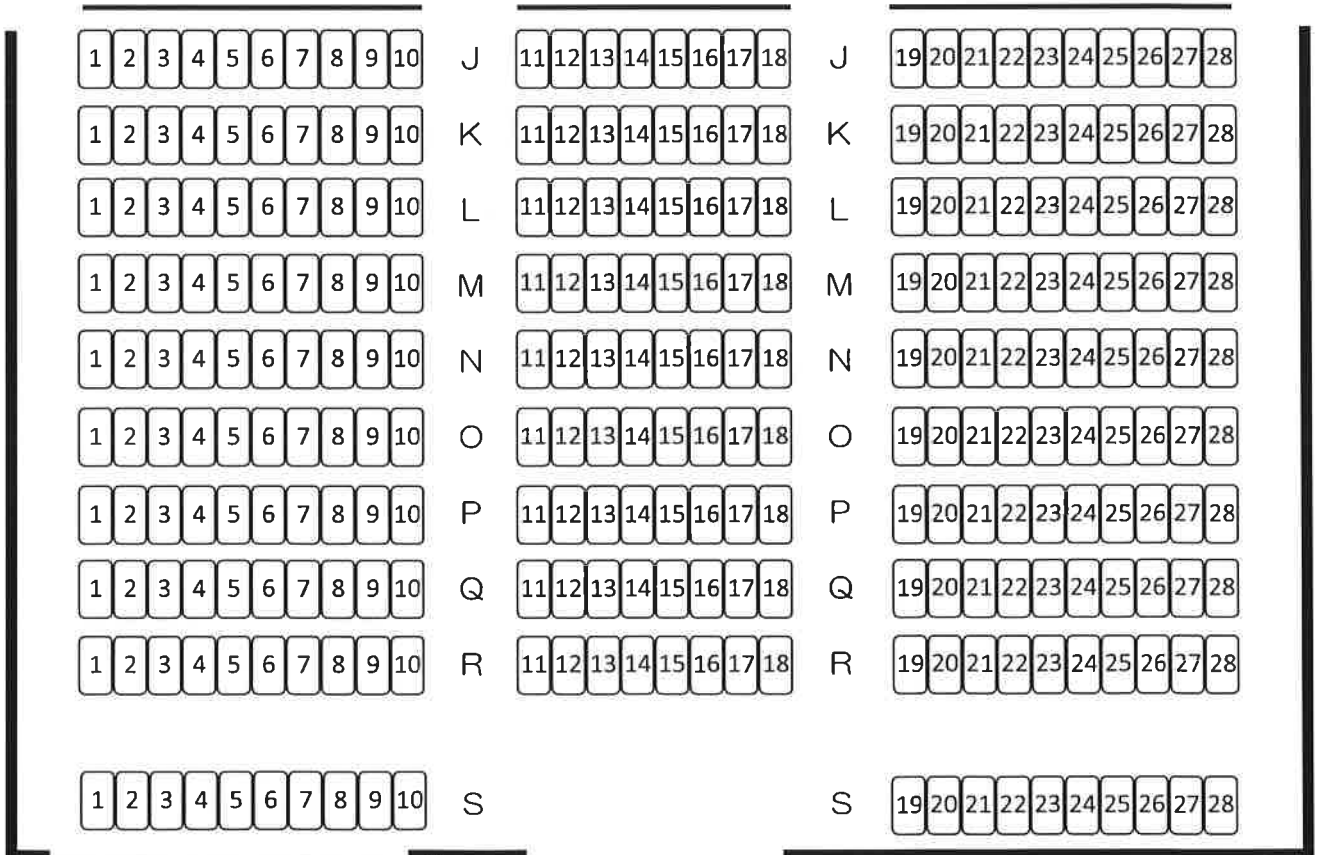 1 2 3 4 5 6 7 8 9 10 J 11 12 13 14 15 16 17 18 J 19 20 21 22 23 24 25 26 27 28
1 2 3 4 5 6 7 8 9 10 K 11 12 13 14 15 16 17 18 K 19 20 21 22 23 24 25 26 27 28
1 2 3 4 5 6 7 8 9 10 L 11 12 13 14 15 16 17 18 L 19 20 21 22 23 24 25 26 27 28
1 2 3 4 5 6 7 8 9 10 M 11 12 13 14 15 16 17 18 M 19 20 21 22 23 24 25 26 27 28
1 2 3 4 5 6 7 8 9 10 N 11 12 13 14 15 16 17 18 N 19 20 21 22 23 24 25 26 27 28
1 2 3 4 5 6 7 8 9 10 O 11 12 13 14 15 16 17 18 O 19 20 21 22 23 24 25 26 27 28
1 2 3 4 5 6 7 8 9 10 P 11 12 13 14 15 16 17 18 P 19 20 21 22 23 24 25 26 27 28
1 2 3 4 5 6 7 8 9 10 Q 11 12 13 14 15 16 17 18 Q 19 20 21 22 23 24 25 26 27 28
1 2 3 4 5 6 7 8 9 10 R 11 12 13 14 15 16 17 18 R 19 20 21 22 23 24 25 26 27 28
1 2 3 4 5 6 7 8 9 10 S S 19 20 21 22 23 24 25 26 27 28